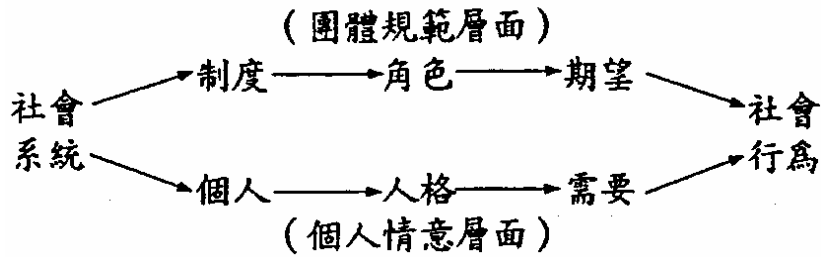 （團體規範層面）
制度 角色 期望
社會
系統
社會
行為
個人 人格 需要
（個人情意層面）